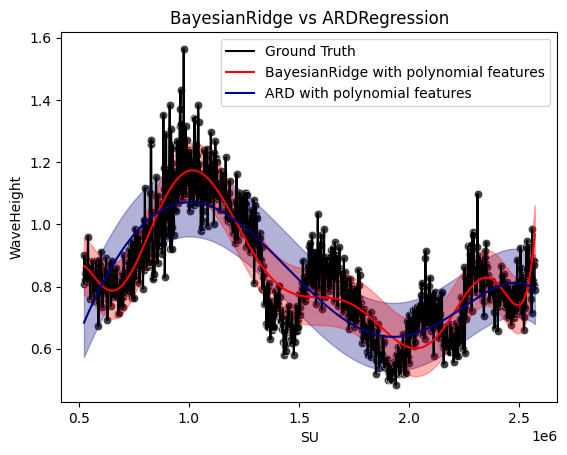 BayesianRidge vs ARDRegression
Ground Truth
BayesianRidge with polynomial features
ARD with polynomial features
WaveHeight
1.6
1.4
1.2
1.0
0.8
0.6
0.5
1.0
1.5
2.0
2.5
1e6
SU